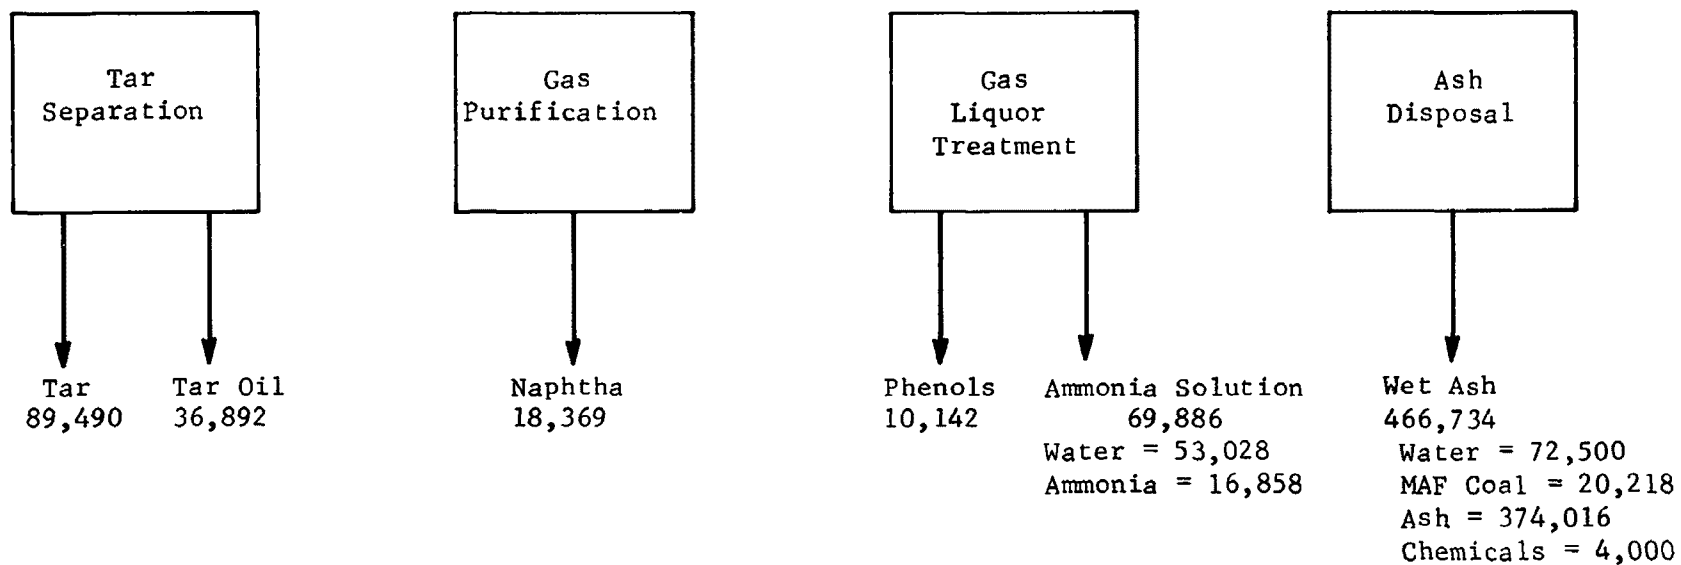 Tar
Separation
Gas
Purification
Gas
Liquor
Treatment
Ash
Disposal
Tar
89,490
Tar Oil
36,892
Naphtha
18,369
Phenols
10,142
Ammonia Solution
69,886
Water = 53,028
Ammonia = 16,858
Wet Ash
466,734
Water = 72,500
MAF Coal = 20,218
Ash = 374,016
Chemicals = 4,000